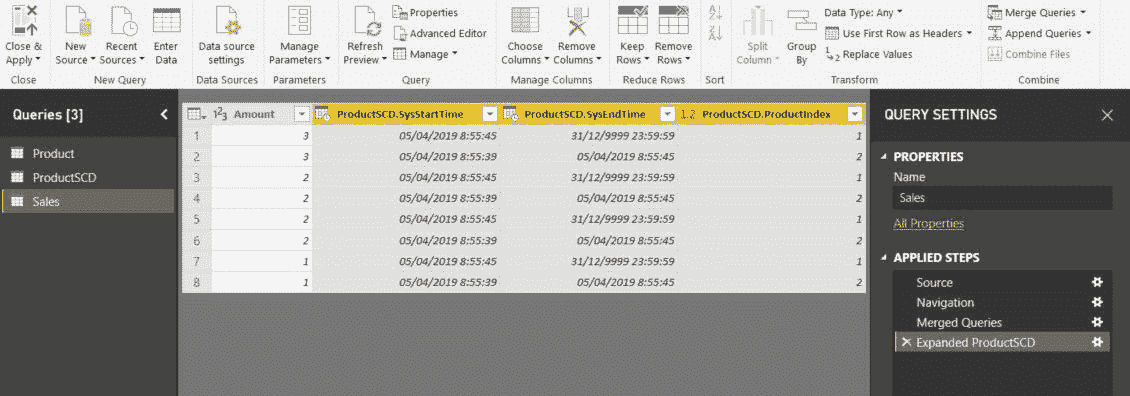 Close & Apply
New Source
Recent Sources
Enter Data
Data source settings
Manage Parameters
Refresh Preview
Properties
Advanced Editor
Manage
Choose Columns
Remove Columns
Keep Rows
Remove Rows
Split Column
Group By
Data Type: Any
Use First Row as Headers
Replace Values
Merge Queries
Append Queries
Combine Files
Close
New Query
Data Sources
Parameters
Query
Manage Columns
Reduce Rows
Sort
Transform
Combine
Queries [3]
Product
ProductSCD
Sales
1 2 3 Amount ProductSCD.SysStartTime ProductSCD.SysEndTime 1.2 ProductSCD.ProductIndex
1 3 05/04/2019 8:55:45 31/12/9999 23:59:59 1
2 3 05/04/2019 8:55:39 05/04/2019 8:55:45 2
3 2 05/04/2019 8:55:45 31/12/9999 23:59:59 1
4 2 05/04/2019 8:55:39 05/04/2019 8:55:45 2
5 2 05/04/2019 8:55:45 31/12/9999 23:59:59 1
6 2 05/04/2019 8:55:39 05/04/2019 8:55:45 2
7 1 05/04/2019 8:55:45 31/12/9999 23:59:59 1
8 1 05/04/2019 8:55:39 05/04/2019 8:55:45 2
QUERY SETTINGS
PROPERTIES
Name
Sales
All Properties
APPLIED STEPS
Source
Navigation
Merged Queries
Expanded ProductSCD